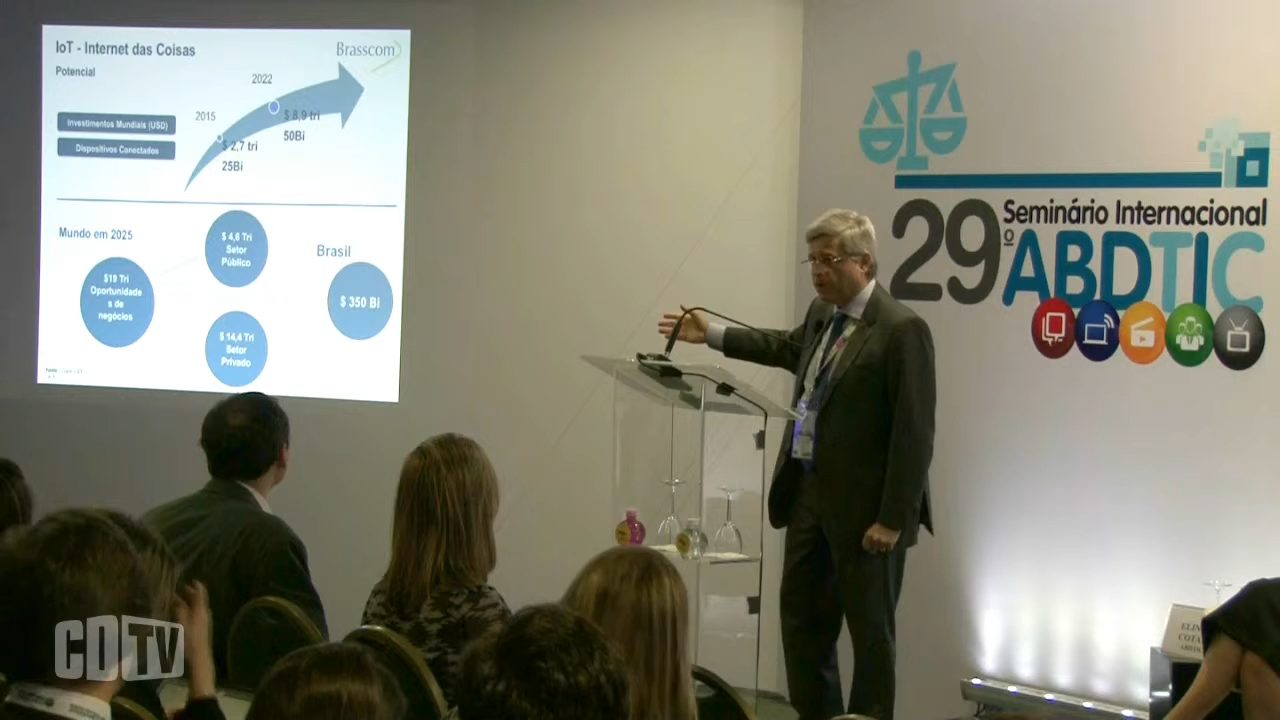 IoT - Internet das Coisas
Brasscom
Potencial
2022
2015
Investimentos Mundiais (USD)
$ 8,9 tri
50Bi
Dispositivos Conectados
$ 2,7 tri
25Bi
Mundo em 2025
$ 4,6 Tri
Setor
Público
Brasil
$19 Tri
Oportunidade
s de
negócios
$ 350 Bi
$ 14,4 Tri
Setor
Privado
29º
Seminário Internacional
ABDTIC
CDTV